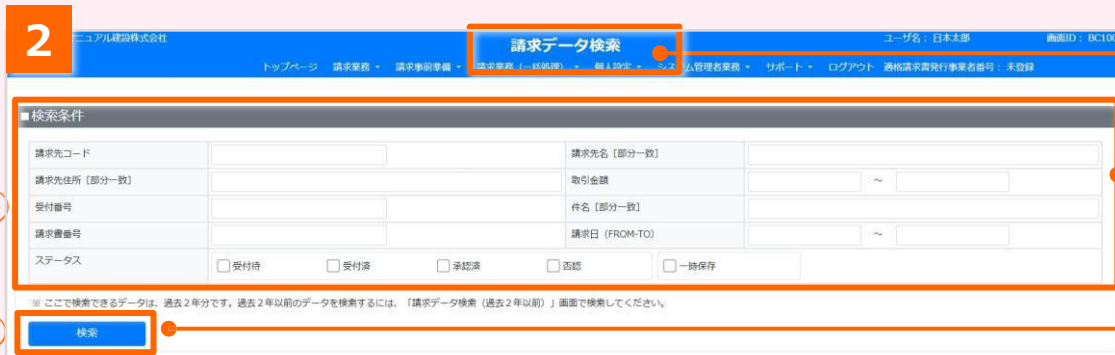 2
ニュアル建設株式会社
請求データ検索
ユーザ名： 日本太郎
画面ID： BC100
トップページ 請求業務 請求事前準備 請求業務（一括処理） 個人設定 システム管理者業務 サポート ログアウト 適格請求書発行事業者番号： 未登録
■検索条件
請求先コード 請求先名［部分一致］
請求先住所［部分一致］ 取引金額 ～
受付番号 件名［部分一致］
請求書番号 請求日（FROM-TO） ～
ステータス 受付待 受付済 承認済 否認 一時保存
※ ここで検索できるデータは、過去２年分です。過去２年以前のデータを検索するには、「請求データ検索（過去２年以前）」画面で検索してください。
検索